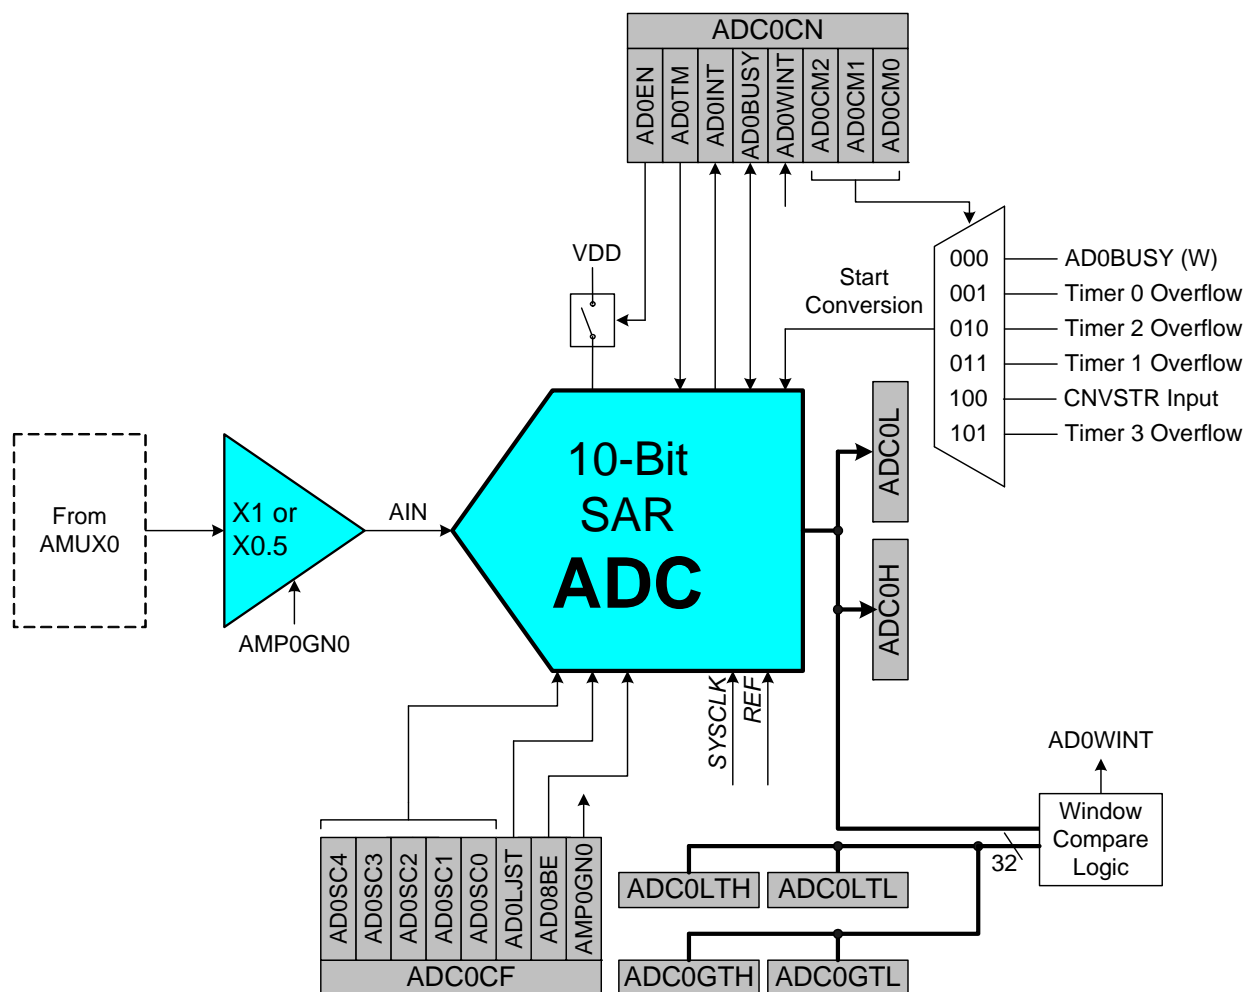 ADC0CN
AD0EN
AD0TM
AD0INT
AD0BUSY
AD0WINT
AD0CM2
AD0CM1
AD0CM0
VDD
Start
Conversion
000
AD0BUSY (W)
001
Timer 0 Overflow
010
Timer 2 Overflow
011
Timer 1 Overflow
100
CNVSTR Input
101
Timer 3 Overflow
From
AMUX0
X1 or
X0.5
AMP0GN0
AIN
10-Bit
SAR
ADC
ADC0L
ADC0H
SYSCLK
REF
AD0WINT
Window
Compare
Logic
32
AD0SC4
AD0SC3
AD0SC2
AD0SC1
AD0SC0
AD0LJST
AD08BE
AMP0GN0
ADC0CF
ADC0LTH
ADC0LTL
ADC0GTH
ADC0GTL